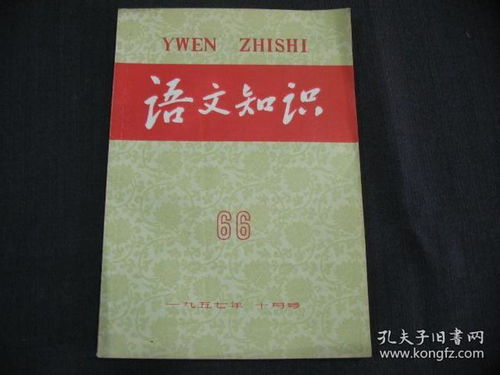 YWEN ZHISHI
语文知识
66
一九五七年 十月号
孔夫子旧书网
www.kongfz.com